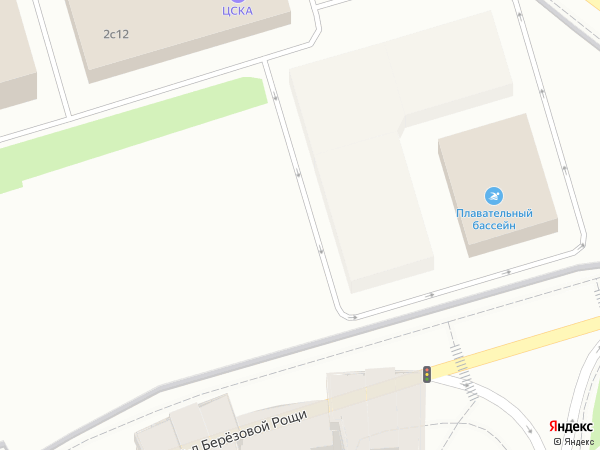 ЦСКА
2с12
Плавательный
бассейн
л Берёзовой Рощи
Яндекс
© Яндекс